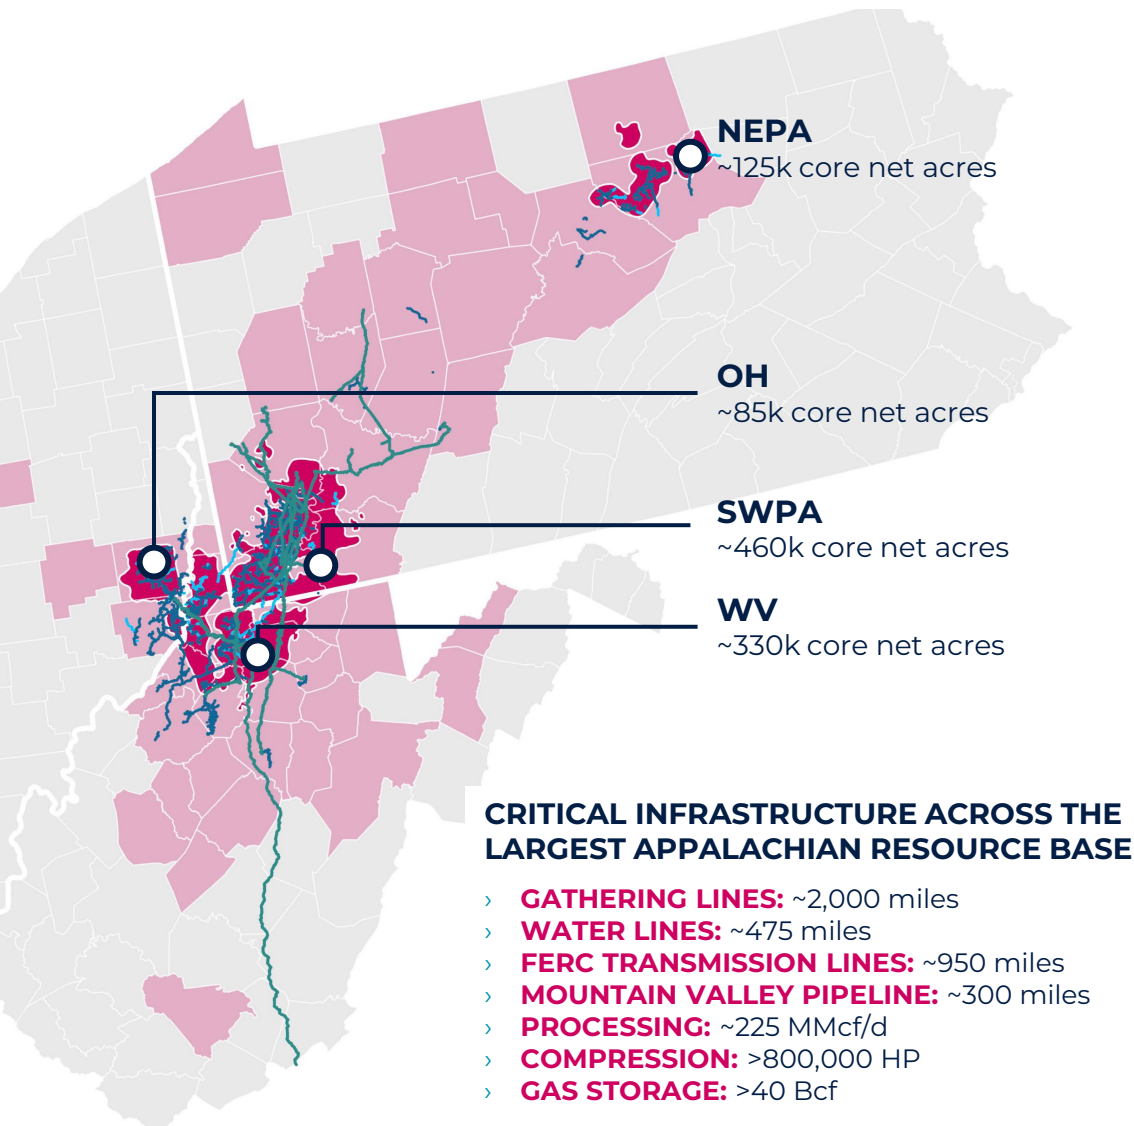 NEPA
~125k core net acres
OH
~85k core net acres
SWPA
~460k core net acres
WV
~330k core net acres
CRITICAL INFRASTRUCTURE ACROSS THE
LARGEST APPALACHIAN RESOURCE BASE
› GATHERING LINES: ~2,000 miles
› WATER LINES: ~475 miles
› FERC TRANSMISSION LINES: ~950 miles
› MOUNTAIN VALLEY PIPELINE: ~300 miles
› PROCESSING: ~225 MMcf/d
› COMPRESSION: >800,000 HP
› GAS STORAGE: >40 Bcf